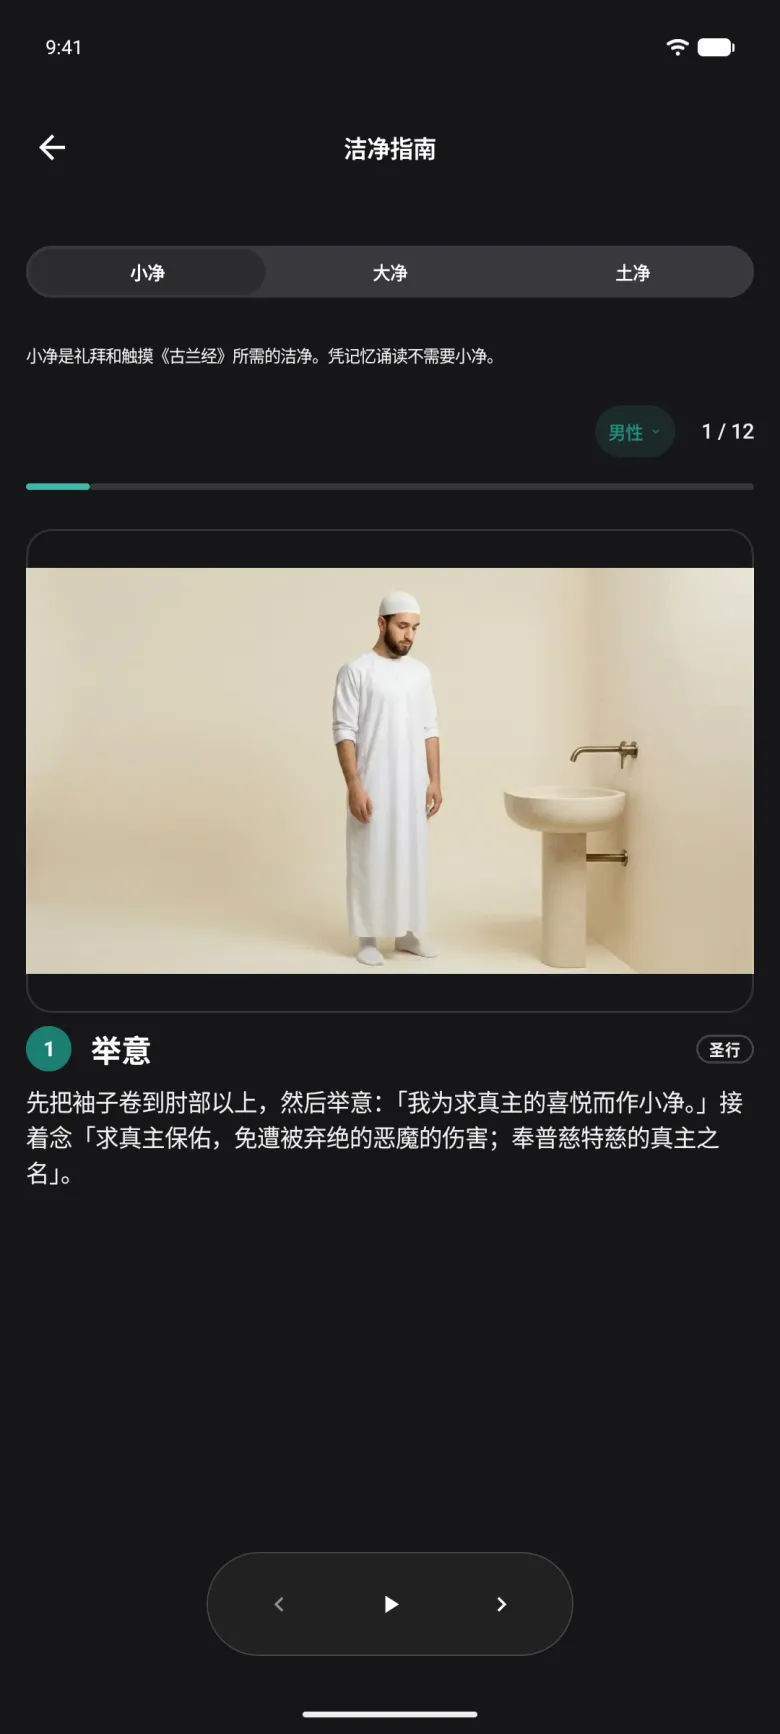 9:41
洁净指南
小净
大净
土净
小净是礼拜和触摸《古兰经》所需的洁净。凭记忆诵读不需要小净。
男性
1 / 12
1
举意
圣行
先把袖子卷到肘部以上，然后举意：「我为求真主的喜悦而作小净。」接
着念「求真主保佑，免遭被弃绝的恶魔的伤害；奉普慈特慈的真主之
名」。